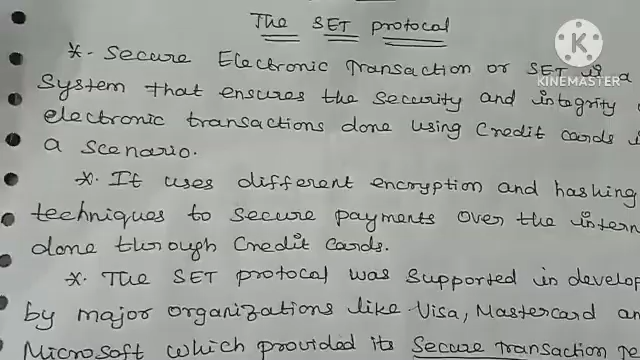 The SET protocal
*. Secure Electronic Transaction or SET is a
System that ensures the security and integrity
electronic transactions done using Credit cards
a scenario.
*. It uses different encryption and hashing
techniques to secure payments over the
done through Credit Cards.
*. The SET protocal was supported in
by major organizations like Visa, Mastercard
Microsoft which provided its Secure Transaction
KINEMASTER